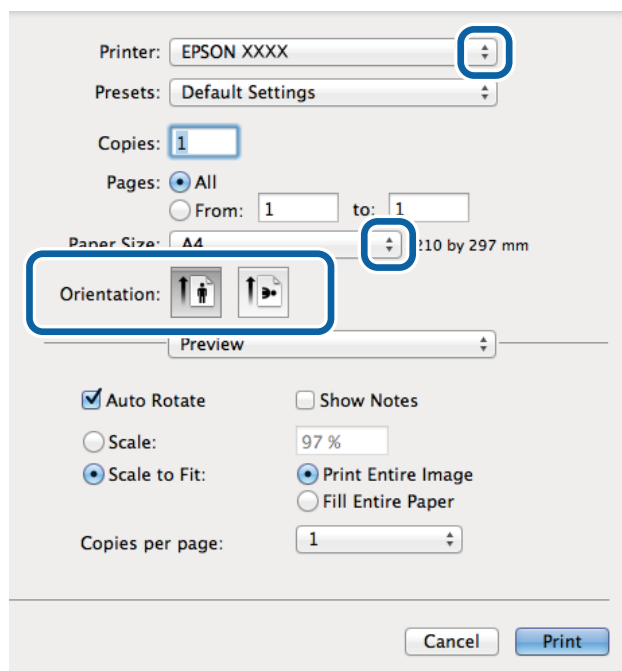 Printer: EPSON XXXX
Presets: Default Settings
Copies: 1
Pages: All
From: 1 to: 1
Paper Size: A4 210 by 297 mm
Orientation:
Preview
Auto Rotate Show Notes
Scale: 97 %
Scale to Fit: Print Entire Image
Fill Entire Paper
Copies per page: 1
Cancel Print